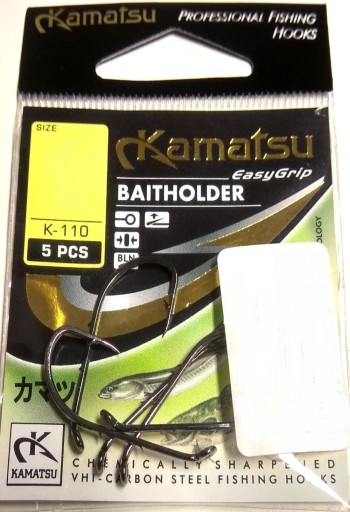 Kamatsu
PROFESSIONAL FISHING
HOOKS
SIZE
K-110
5 PCS
Kamatsu
EasyGrip
BAITHOLDER
BLN
OLOGY
カマツ
KAMATSU
CHEMICALLY SHARPENED
VHI-CARBON STEEL FISHING HOOKS